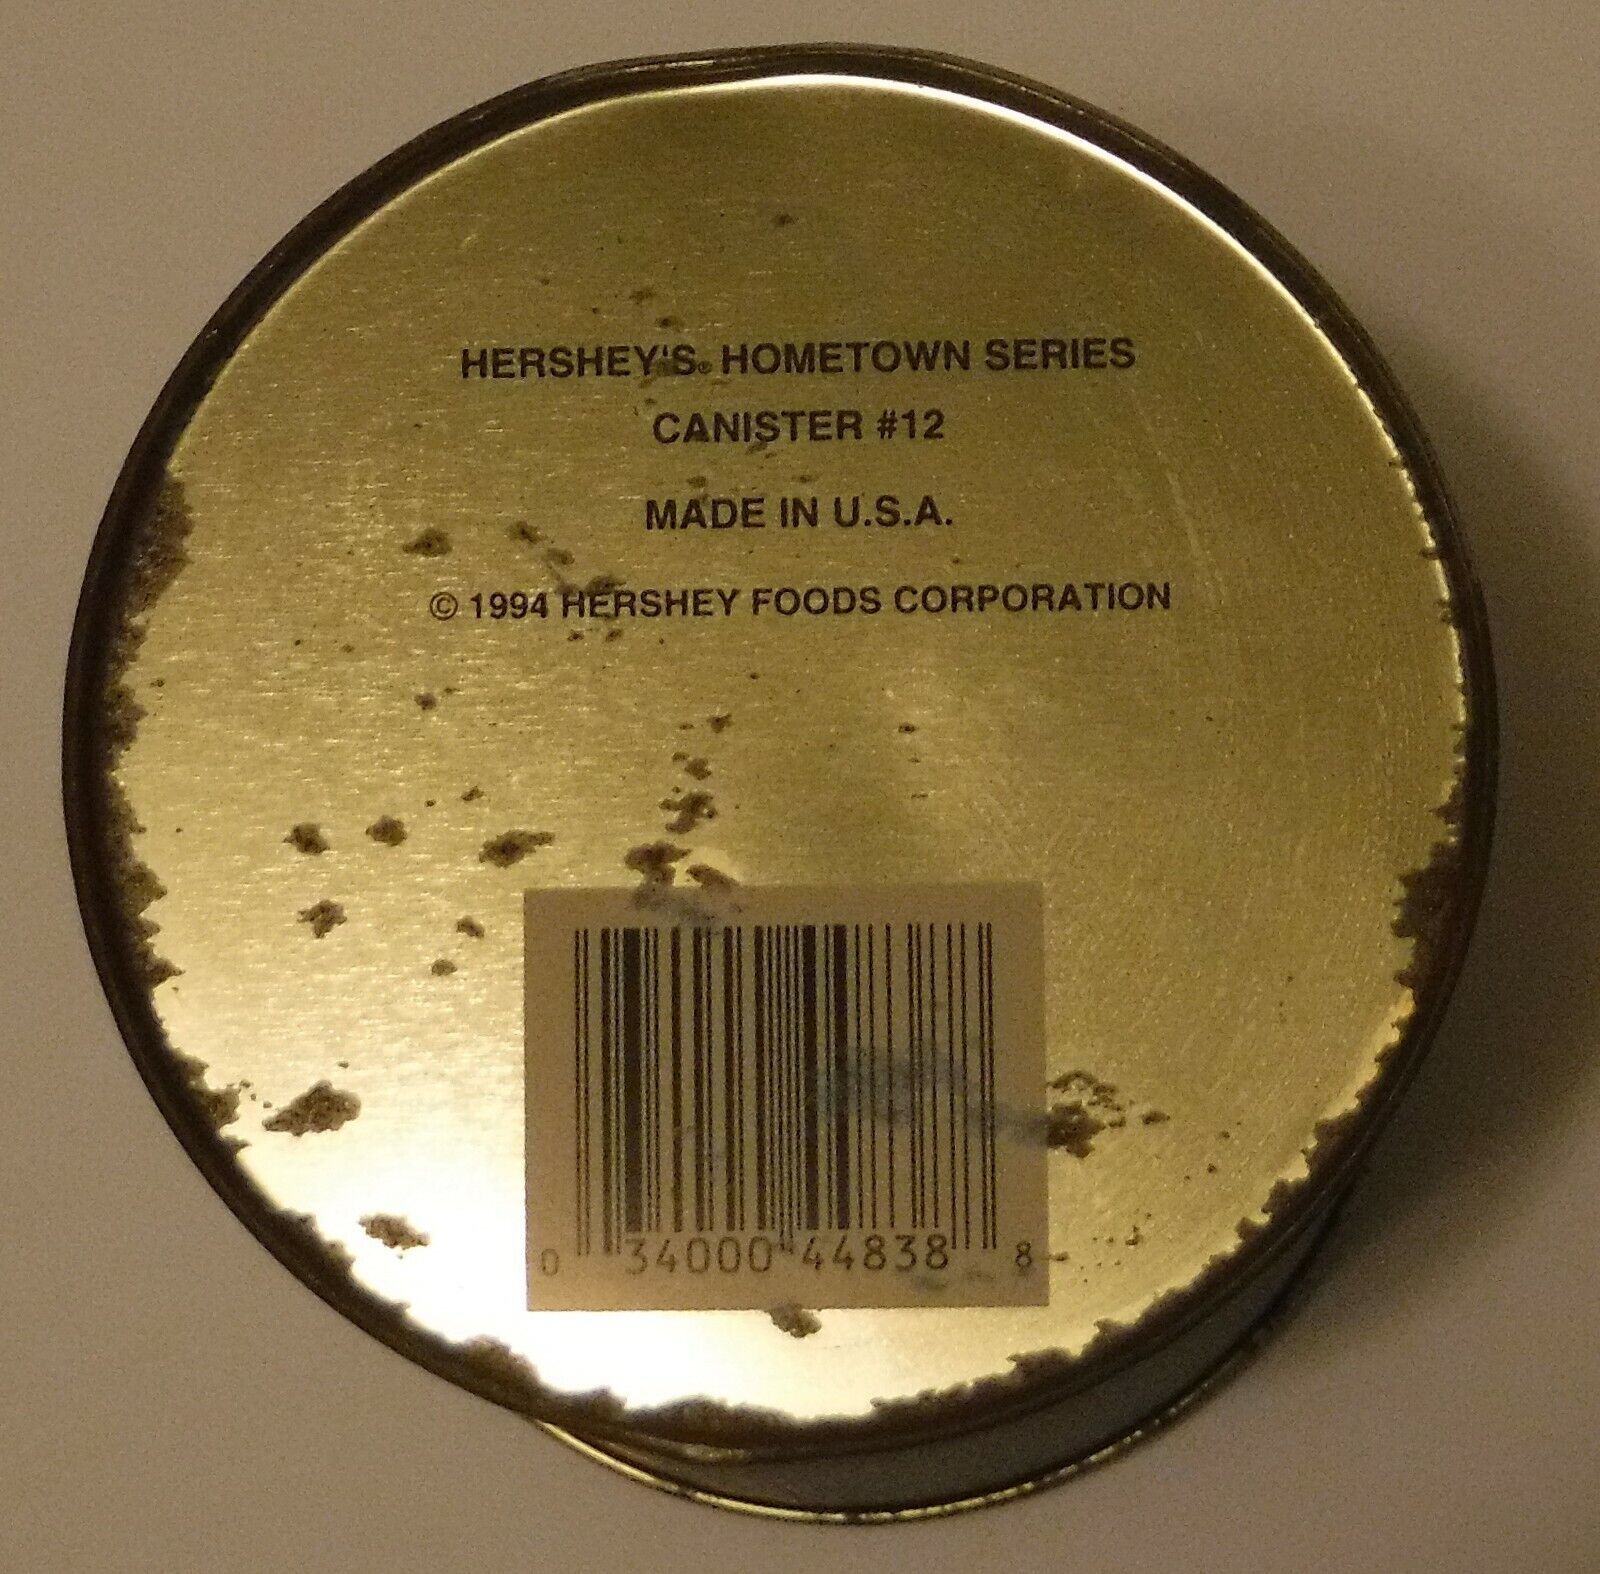 HERSHEY'S® HOMETOWN SERIES
CANISTER #12
MADE IN U.S.A.
© 1994 HERSHEY FOODS CORPORATION
0 34000 44838 8